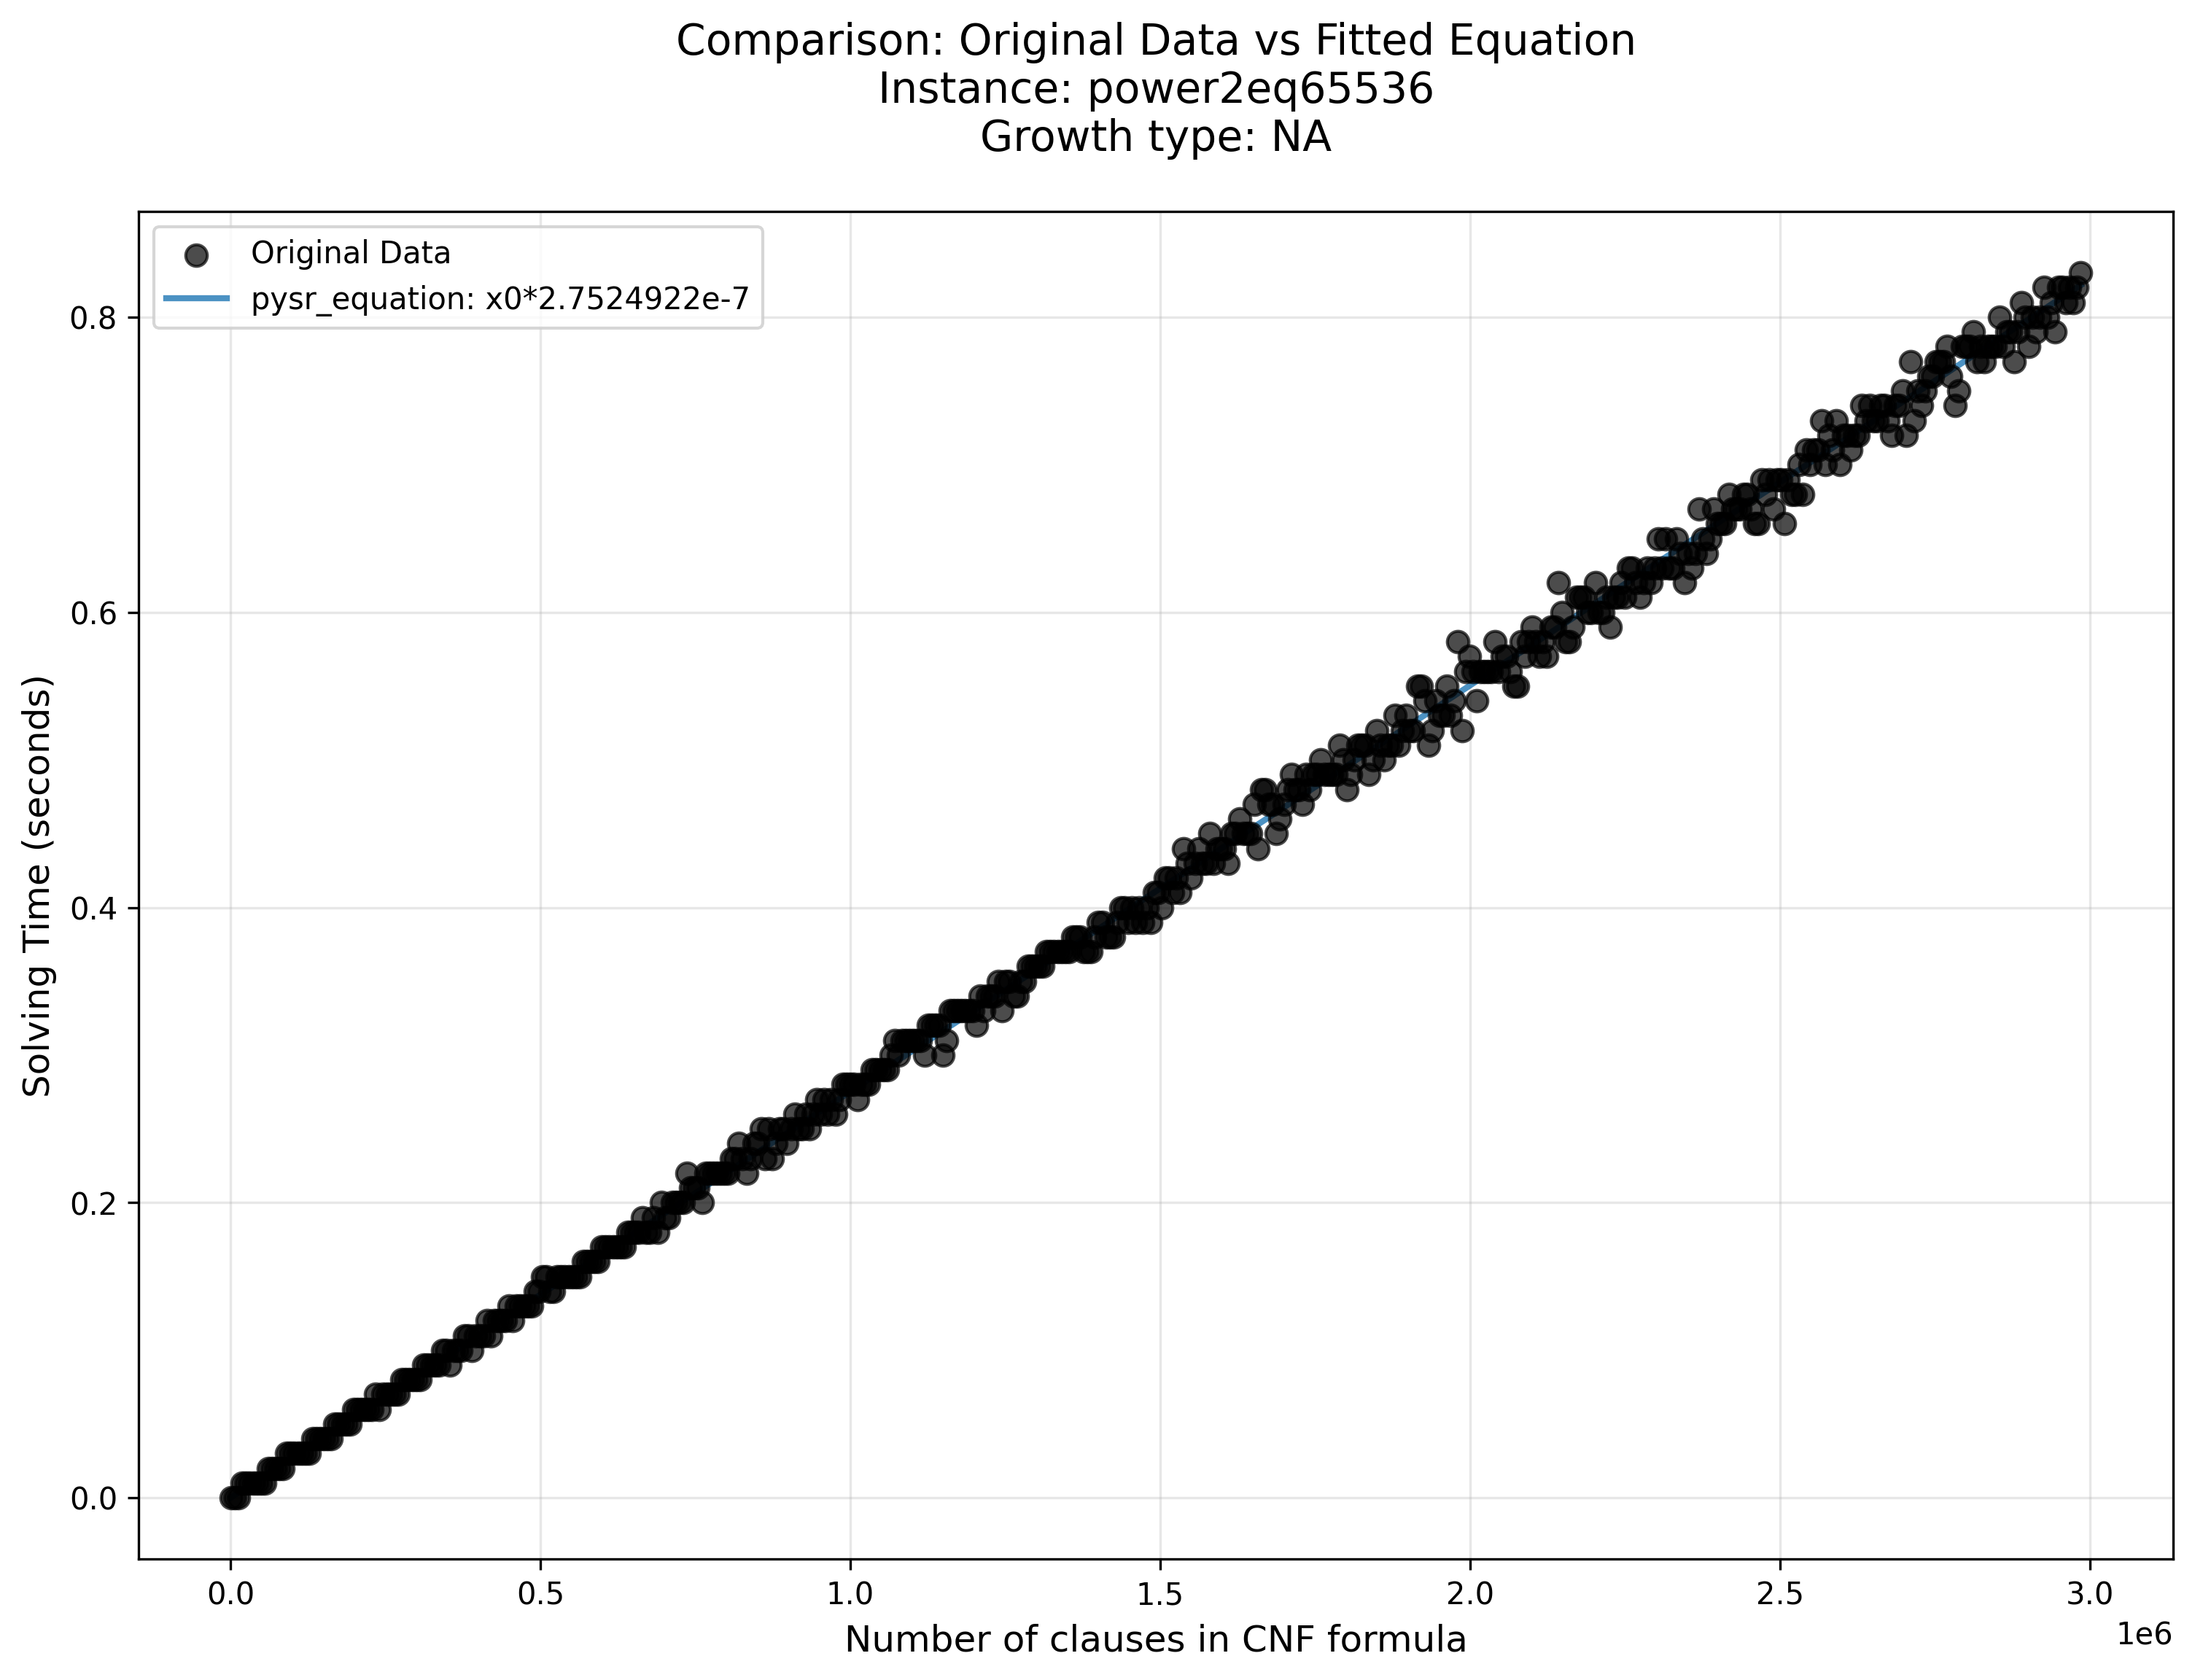 Comparison: Original Data vs Fitted Equation
Instance: power2eq65536
Growth type: NA
Original Data
pysr_equation: x0*2.7524922e-7
Solving Time (seconds)
0.8
0.6
0.4
0.2
0.0
0.0 0.5 1.0 1.5 2.0 2.5 3.0
1e6
Number of clauses in CNF formula